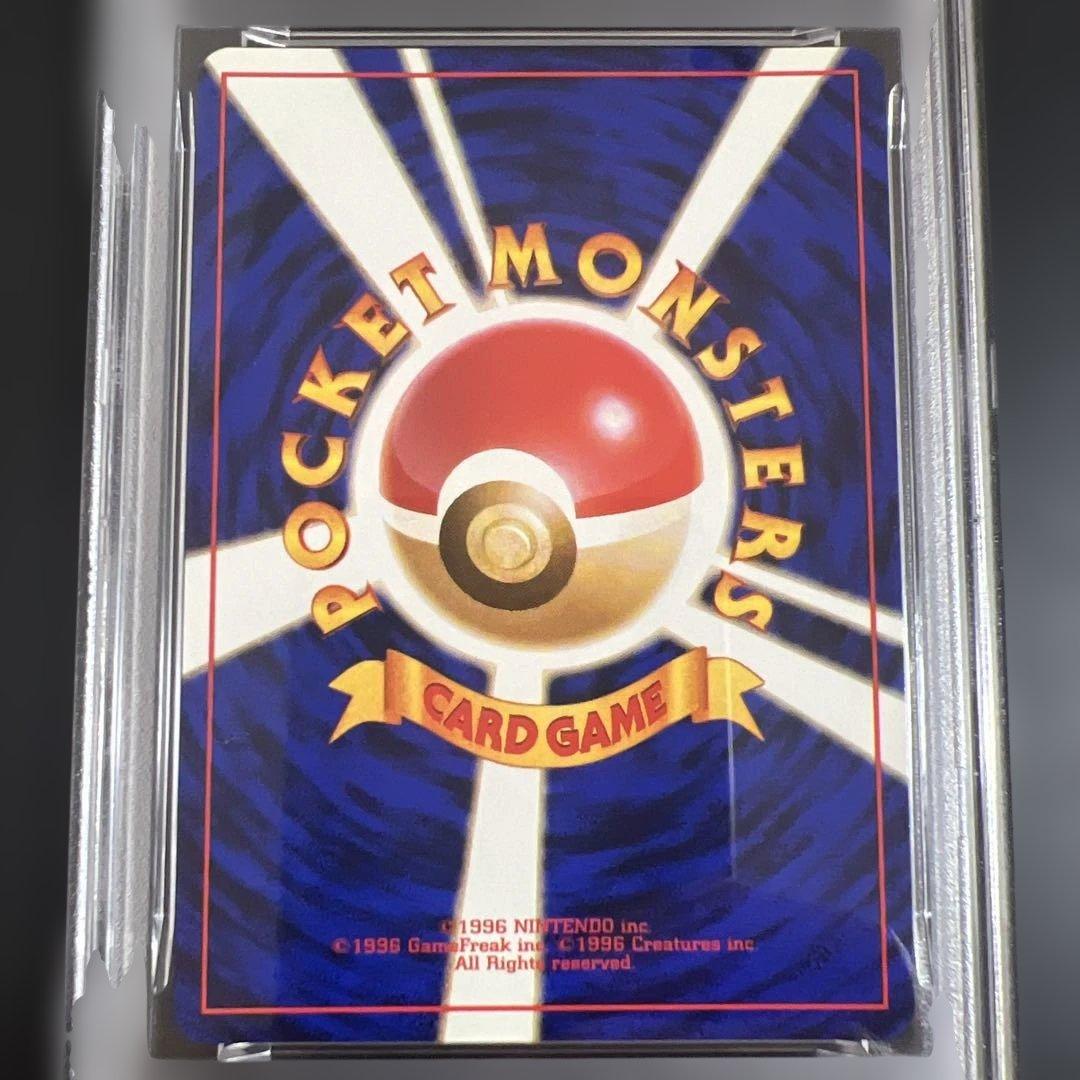 POCKET MONSTERS
CARD GAME
©1996 NINTENDO inc.
©1996 GameFreak inc. ©1996 Creatures inc.
All Rights reserved.